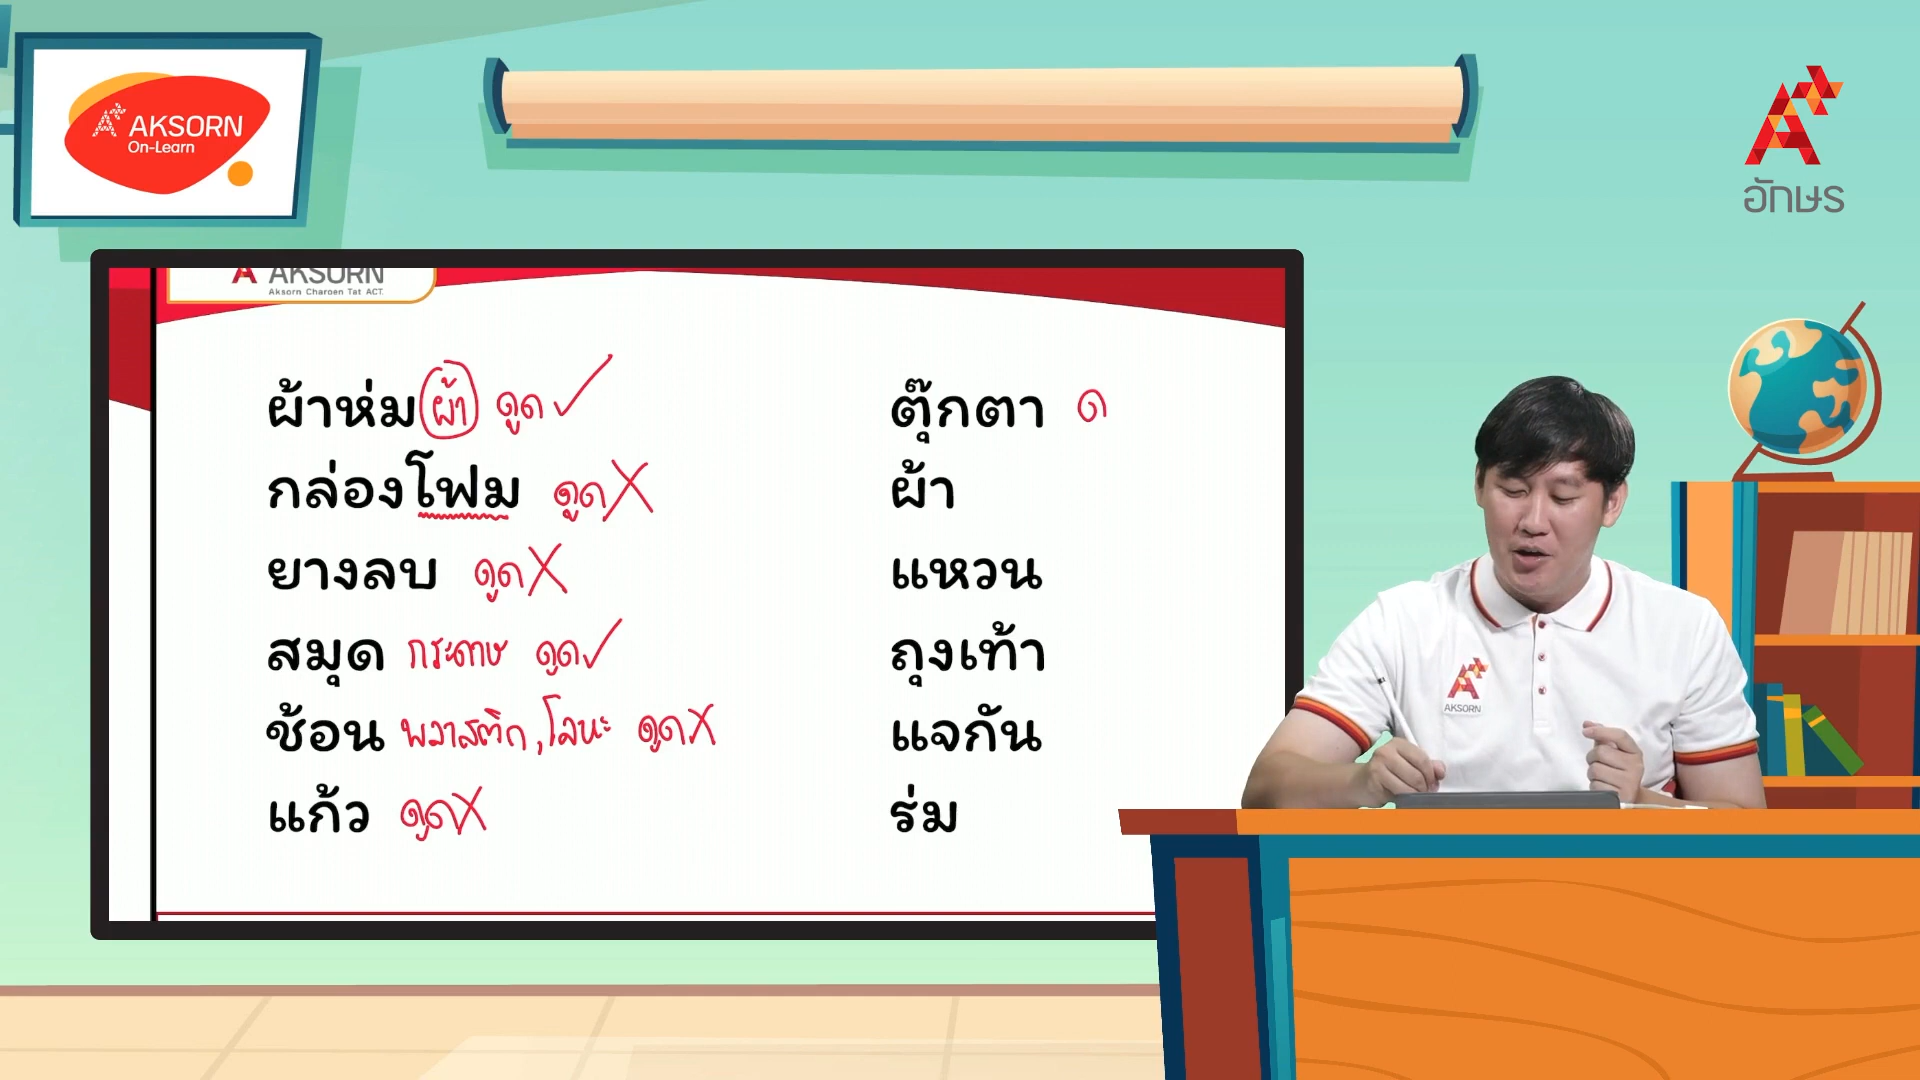 AKSORN
On-Learn
อักษร
AKSORN
Aksorn Charoen Tat ACT.
ผ้าห่ม ผ้า ดูด ✓
กล่องโฟม ดูด X
ยางลบ ดูด X
สมุด กระดาษ ดูด ✓
ช้อน พลาสติก, โลหะ ดูด X
แก้ว ดูด X
ตุ๊กตา ด
ผ้า
แหวน
ถุงเท้า
แจกัน
ร่ม
AKSORN